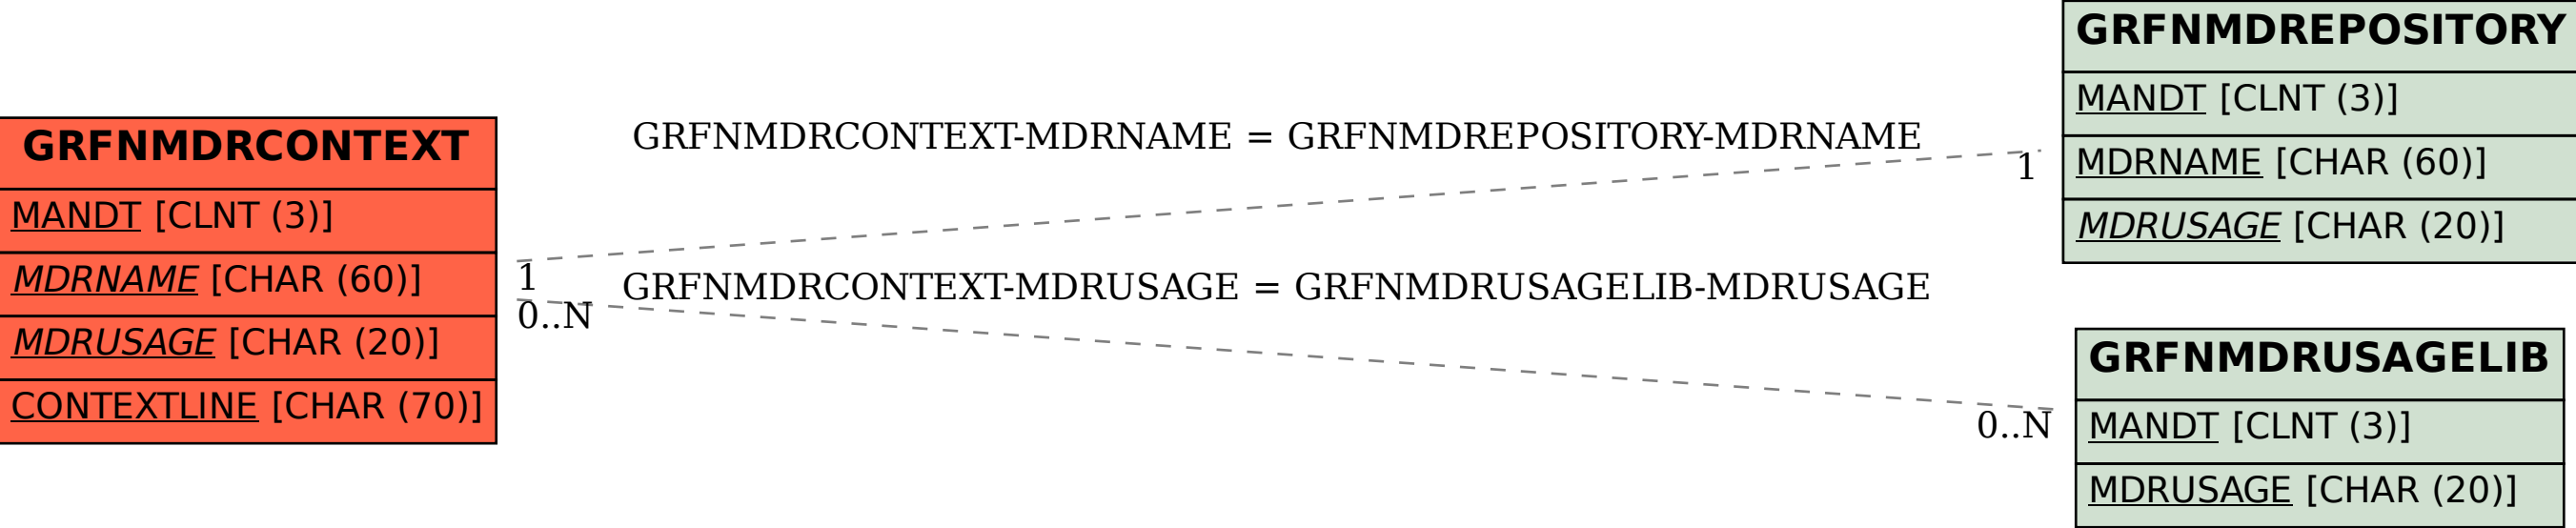 GRFNMDRCONTEXT
MANDT [CLNT (3)]
MDRNAME [CHAR (60)]
MDRUSAGE [CHAR (20)]
CONTEXTLINE [CHAR (70)]
GRFNMDRCONTEXT-MDRNAME = GRFNMDREPOSITORY-MDRNAME
1
1
GRFNMDRCONTEXT-MDRUSAGE = GRFNMDRUSAGELIB-MDRUSAGE
0..N
0..N
GRFNMDREPOSITORY
MANDT [CLNT (3)]
MDRNAME [CHAR (60)]
MDRUSAGE [CHAR (20)]
GRFNMDRUSAGELIB
MANDT [CLNT (3)]
MDRUSAGE [CHAR (20)]